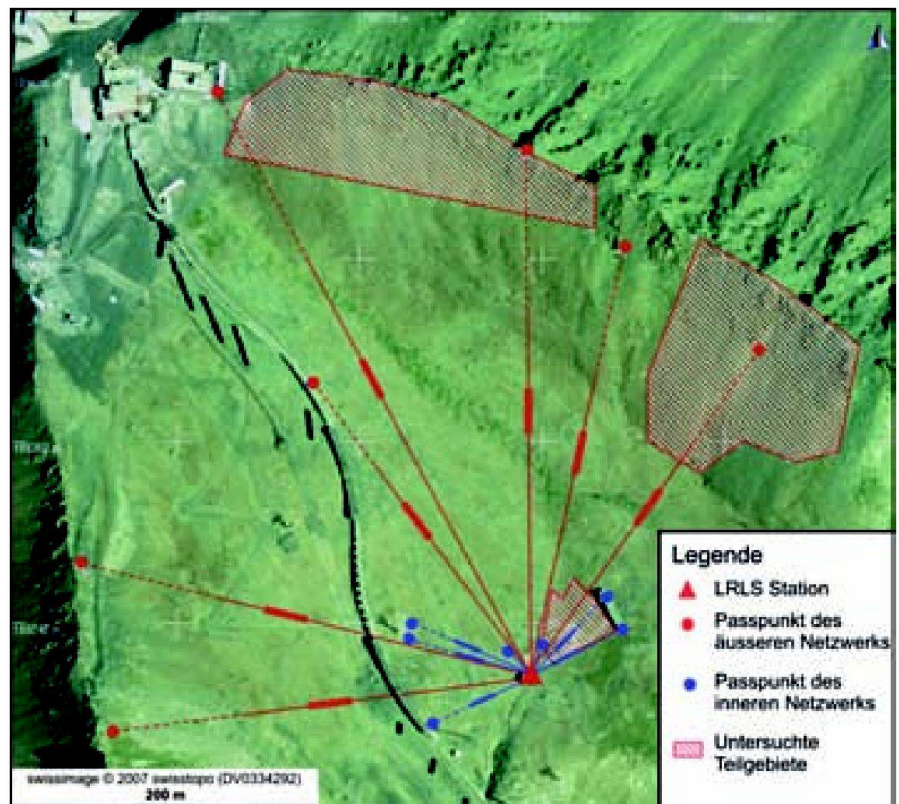 Legende
LRLS Station
Passpunkt des
äusseren Netzwerks
Passpunkt des
inneren Netzwerks
Untersuchte
Teilgebiete
swissimage © 2007 swisstopo (DV0334292)
200 m